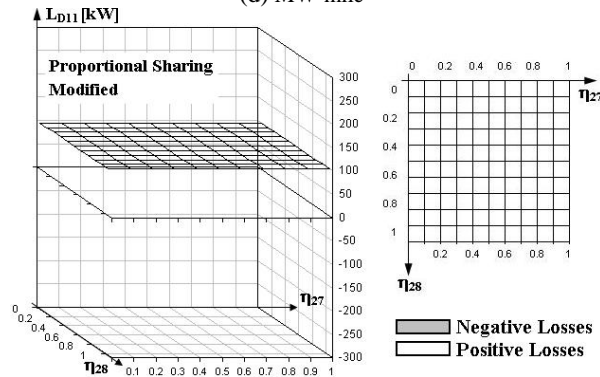 (d) MW-mile
L_D11 [kW]
Proportional Sharing
Modified
300
250
200
150
100
50
0
-50
-100
-150
-200
-250
-300
η27
0
0.2
0.4
0.6
0.8
1
η28
0.1 0.2 0.3 0.4 0.5 0.6 0.7 0.8 0.9 1
0.2 0.4 0.6 0.8 1
η27
0
0.2
0.4
0.6
0.8
1
0.2 0.4 0.6 0.8 1
η28
Negative Losses
Positive Losses